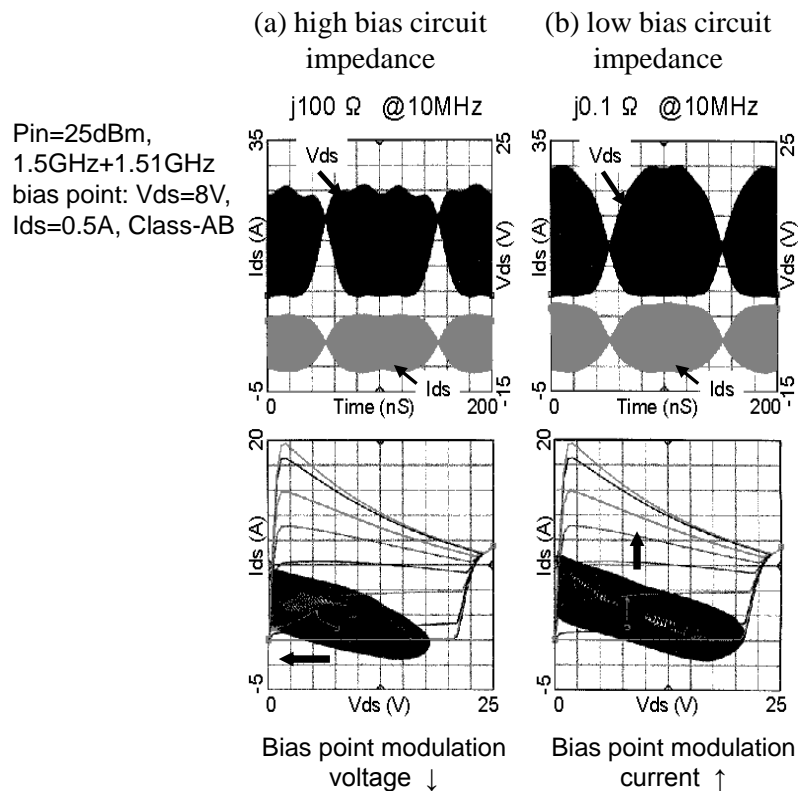 (a) high bias circuit
impedance
(b) low bias circuit
impedance
j100 Ω @10MHz
j0.1 Ω @10MHz
Pin=25dBm,
1.5GHz+1.51GHz
bias point: Vds=8V,
Ids=0.5A, Class-AB
35
25
Vds
Ids (A)
Vds (V)
Ids
-5
-15
0
Time (nS)
200
35
25
Vds
Ids (A)
Vds (V)
Ids
-5
-15
0
Time (nS)
200
20
Ids (A)
-5
0
Vds (V)
25
20
Ids (A)
-5
0
Vds (V)
25
Bias point modulation
voltage ↓
Bias point modulation
current ↑